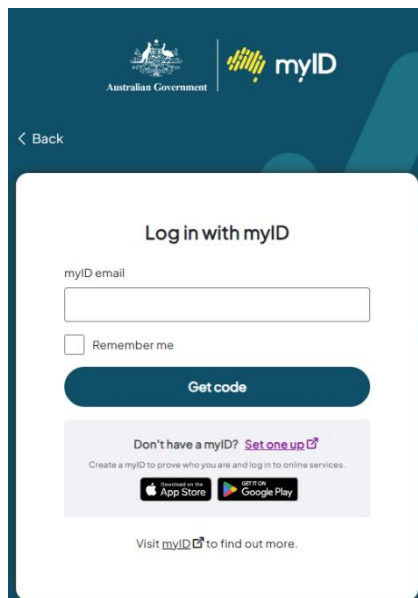 Australian Government
myID
< Back
Log in with myID
myID email
Remember me
Get code
Don't have a myID? Set one up
Create a myID to prove who you are and log in to online services.
Download on the App Store
GET IT ON Google Play
Visit myID to find out more.